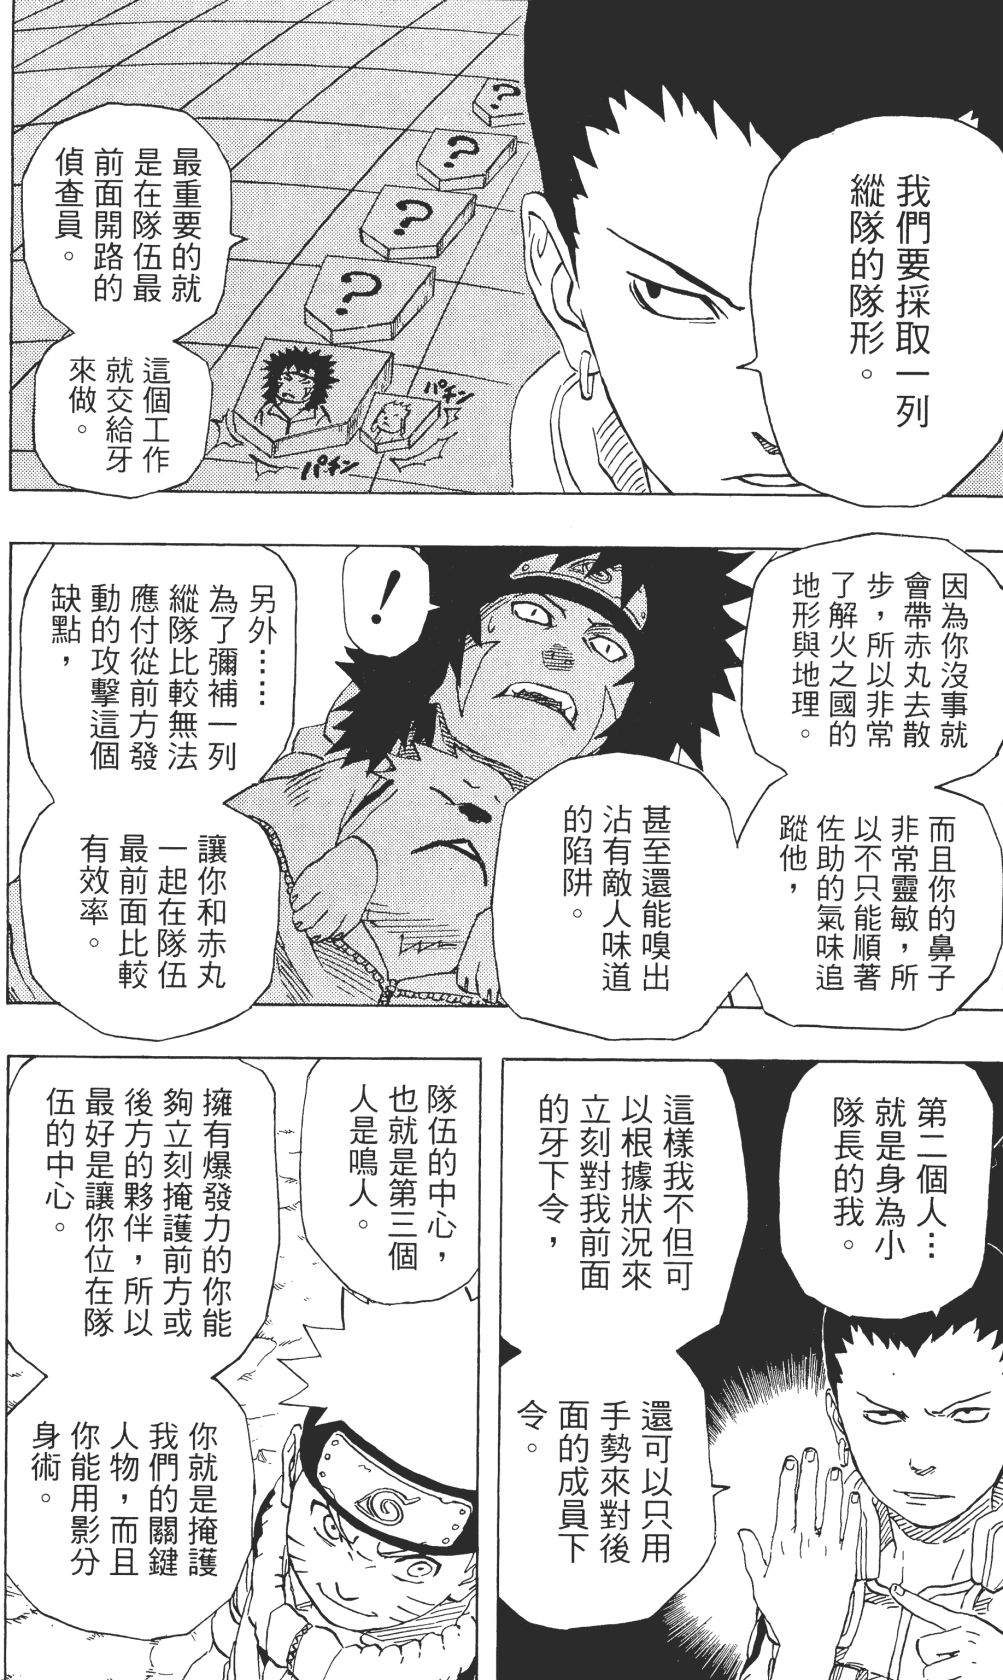 我們要採取一列
縱隊的隊形。
最重要的就
是在隊伍最
前面開路的
偵查員。
這個工作
就交給牙
來做。
?
?
?
?
パチン
パチン
因為你沒事就
會帶赤丸去散
步，所以非常
了解火之國的
地形與地理。
而且你的鼻子
非常靈敏，所
以不只能順著
佐助的氣味追
蹤他，
甚至還能嗅出
沾有敵人味道
的陷阱。
!
另外……
為了彌補一列
縱隊比較無法
應付從前方發
動的攻擊這個
缺點，
讓你和赤丸
一起在隊伍
最前面比較
有效率。
第二個人…
就是身為小
隊長的我。
這樣我不但可
以根據狀況來
立刻對我前面
的牙下令，
還可以只用
手勢來對後
面的成員下
令。
隊伍的中心，
也就是第三個
人是鳴人。
擁有爆發力的你能
夠立刻掩護前方或
後方的夥伴，所以
最好是讓你位在隊
伍的中心。
你就是掩護
我們的關鍵
人物，而且
你能用影分
身術。